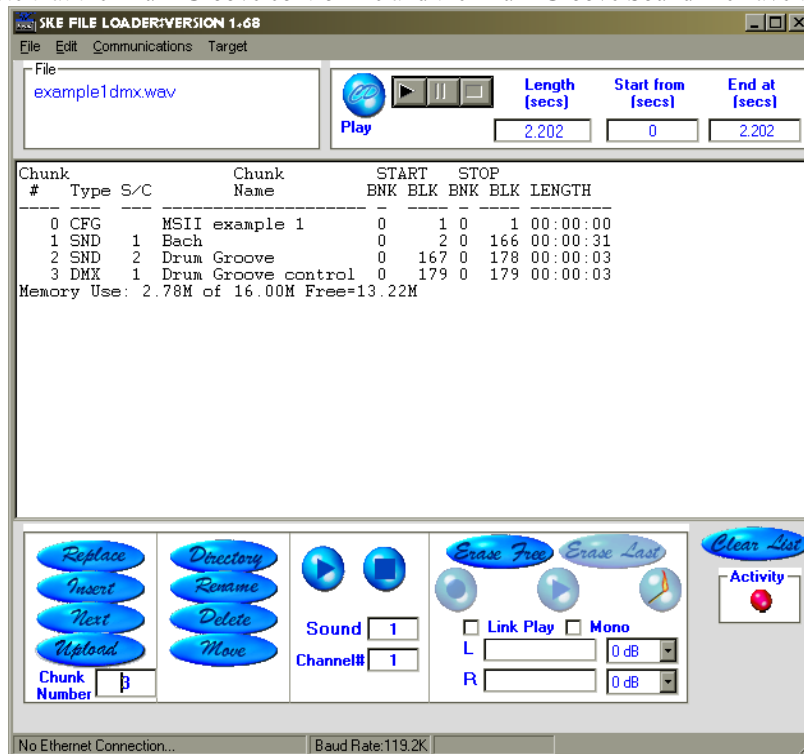 SKE FILE LOADER:VERSION 1.68
File Edit Communications Target
File
example1dmx.wav
CD
Play
Length (secs)
2.202
Start from (secs)
0
End at (secs)
2.202
Chunk Chunk START STOP
# Type S/C Name BNK BLK BNK BLK LENGTH
---- --- --- -------------------- - ---- - ---- --------
0 CFG MSII example 1 0 1 0 1 00:00:00
1 SND 1 Bach 0 2 0 166 00:00:31
2 SND 2 Drum Groove 0 167 0 178 00:00:03
3 DMX 1 Drum Groove control 0 179 0 179 00:00:03
Memory Use: 2.78M of 16.00M Free=13.22M
Replace
Insert
Next
Upload
Chunk Number 3
Directory
Rename
Delete
Move
Sound 1
Channel# 1
Erase Free Erase Last
Link Play Mono
L 0 dB
R 0 dB
Clear List
Activity
No Ethernet Connection... Baud Rate:119.2K